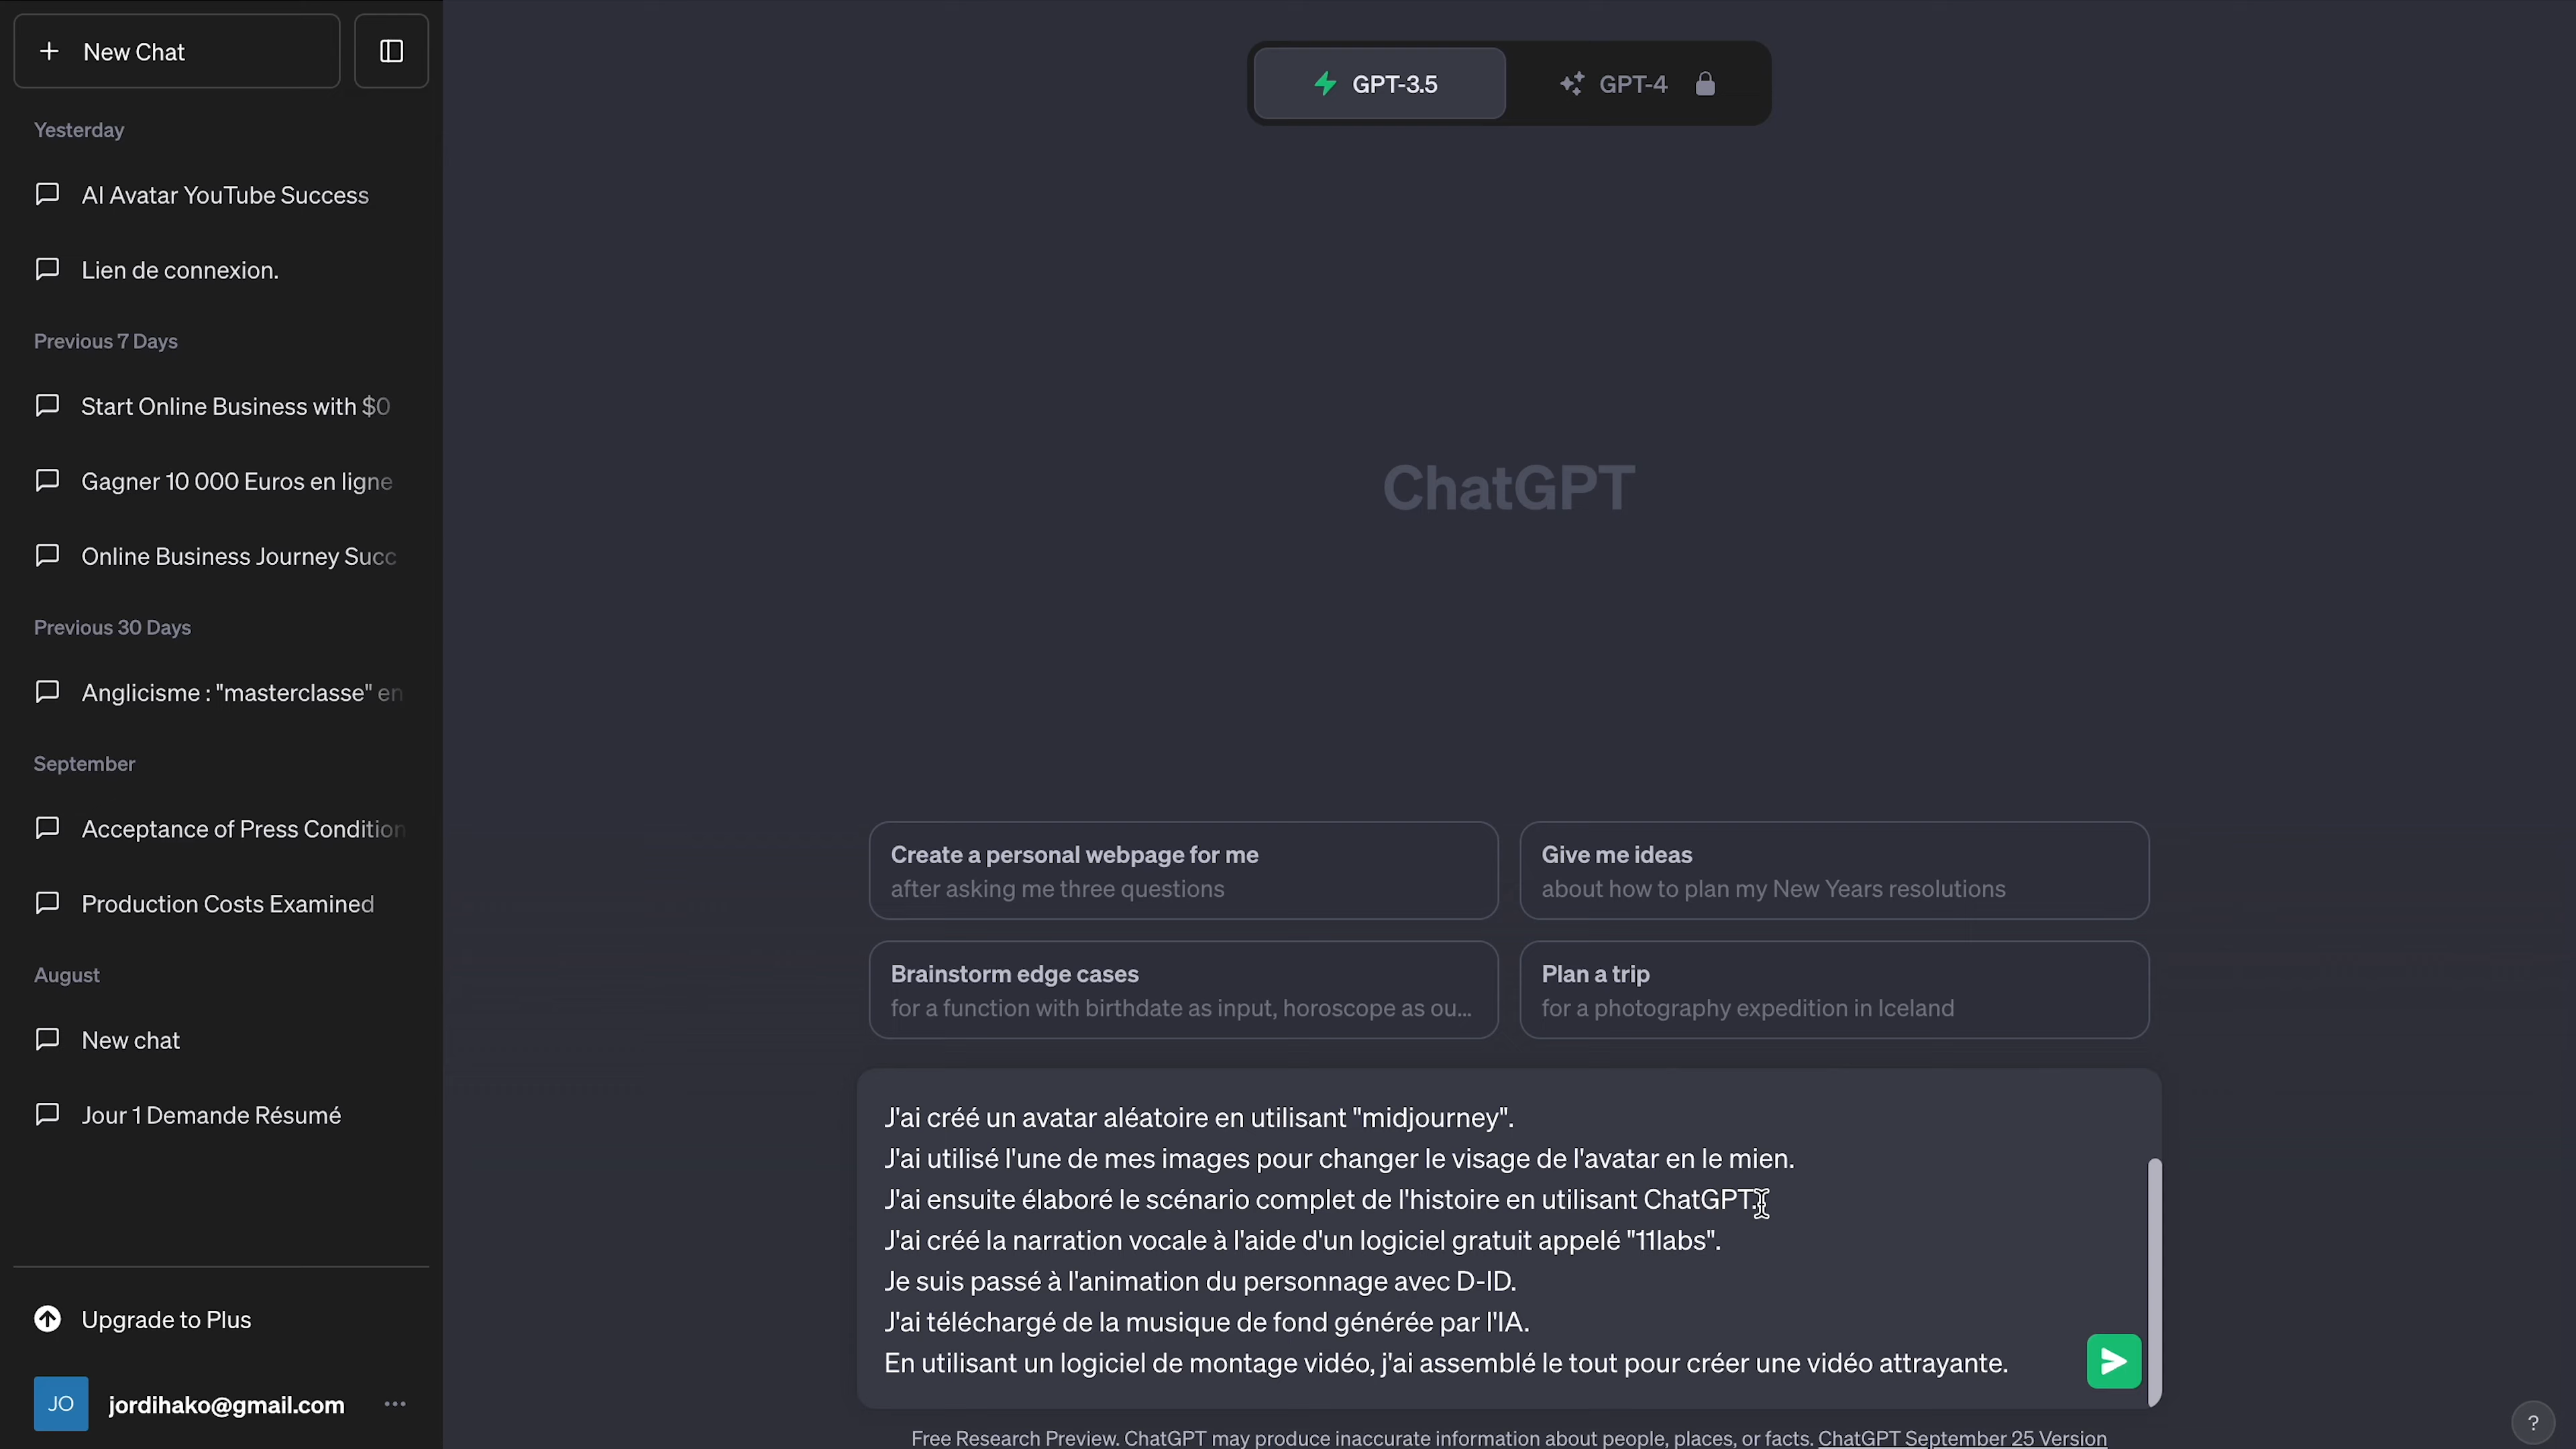 New Chat
Yesterday
AI Avatar YouTube Success
Lien de connexion.
Previous 7 Days
Start Online Business with $0
Gagner 10 000 Euros en ligne
Online Business Journey Succ
Previous 30 Days
Anglicisme : "masterclasse" en
September
Acceptance of Press Condition
Production Costs Examined
August
New chat
Jour 1 Demande Résumé
Upgrade to Plus
JO
jordihako@gmail.com
GPT-3.5
GPT-4
ChatGPT
Create a personal webpage for me
after asking me three questions
Give me ideas
about how to plan my New Years resolutions
Brainstorm edge cases
for a function with birthdate as input, horoscope as ou...
Plan a trip
for a photography expedition in Iceland
J'ai créé un avatar aléatoire en utilisant "midjourney".
J'ai utilisé l'une de mes images pour changer le visage de l'avatar en le mien.
J'ai ensuite élaboré le scénario complet de l'histoire en utilisant ChatGPT.
J'ai créé la narration vocale à l'aide d'un logiciel gratuit appelé "11labs".
Je suis passé à l'animation du personnage avec D-ID.
J'ai téléchargé de la musique de fond générée par l'IA.
En utilisant un logiciel de montage vidéo, j'ai assemblé le tout pour créer une vidéo attrayante.
Free Research Preview. ChatGPT may produce inaccurate information about people, places, or facts. ChatGPT September 25 Version
?